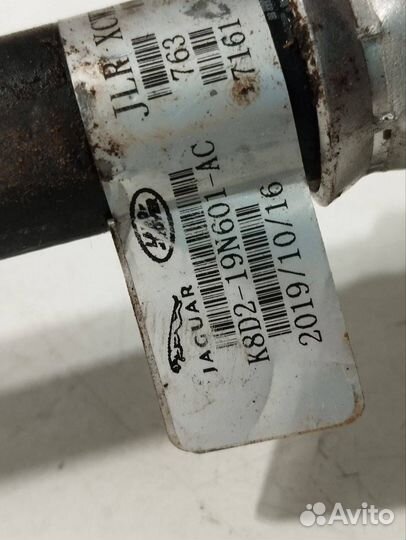 JLR XC
763
7161
JAGUAR
K8D2-19N601-AC
2019/10/16
Avito